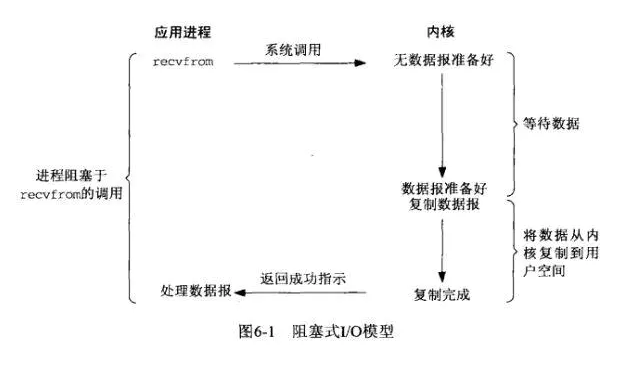 应用进程
内核
系统调用
recvfrom
无数据报准备好
等待数据
进程阻塞于
recvfrom的调用
数据报准备好
复制数据报
将数据从内
核复制到用
户空间
返回成功指示
处理数据报
复制完成
图6-1 阻塞式I/O模型